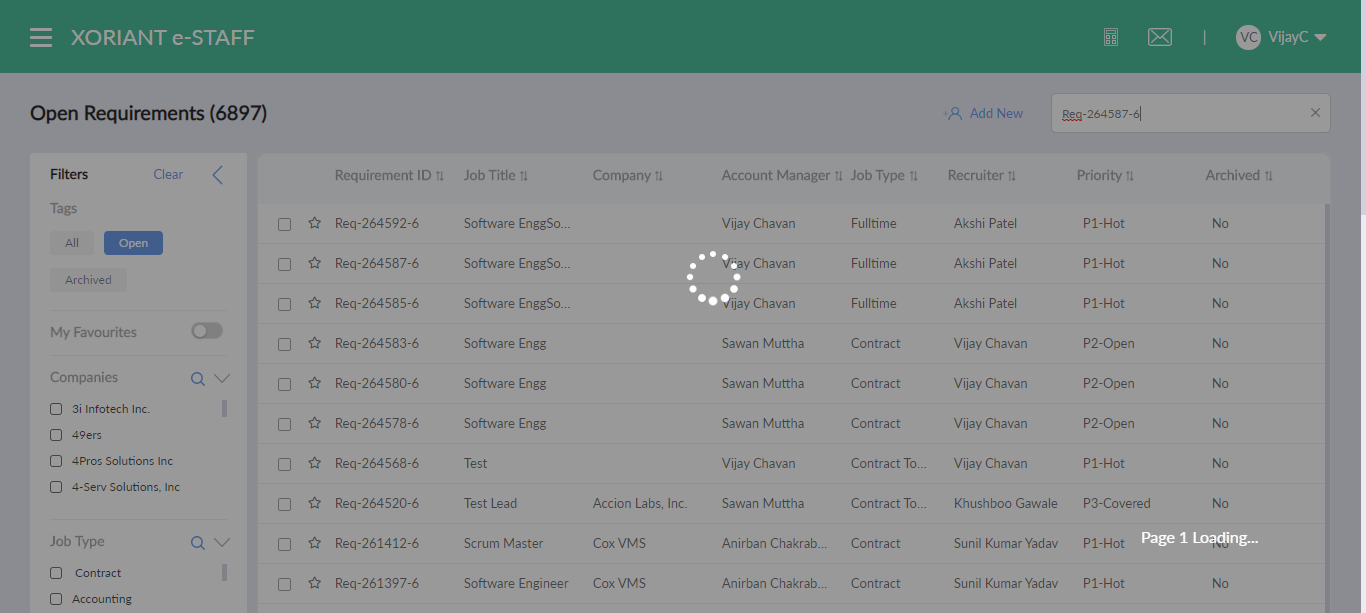 XORIANT e-STAFF
|
VC VijayC
Open Requirements (6897)
Add New
Req-264587-6
Filters Clear
Tags
All Open
Archived
My Favourites
Companies
3i Infotech Inc.
49ers
4Pros Solutions Inc
4-Serv Solutions, Inc
Job Type
Contract
Accounting
Requirement ID Job Title Company Account Manager Job Type Recruiter Priority Archived
Req-264592-6 Software EnggSo... Vijay Chavan Fulltime Akshi Patel P1-Hot No
Req-264587-6 Software EnggSo... Vijay Chavan Fulltime Akshi Patel P1-Hot No
Req-264585-6 Software EnggSo... Vijay Chavan Fulltime Akshi Patel P1-Hot No
Req-264583-6 Software Engg Sawan Muttha Contract Vijay Chavan P2-Open No
Req-264580-6 Software Engg Sawan Muttha Contract Vijay Chavan P2-Open No
Req-264578-6 Software Engg Sawan Muttha Contract Vijay Chavan P2-Open No
Req-264568-6 Test Vijay Chavan Contract To... Vijay Chavan P1-Hot No
Req-264520-6 Test Lead Accion Labs, Inc. Sawan Muttha Contract To... Khushboo Gawale P3-Covered No
Req-261412-6 Scrum Master Cox VMS Anirban Chakrab... Contract Sunil Kumar Yadav P1-Hot No
Page 1 Loading...
Req-261397-6 Software Engineer Cox VMS Anirban Chakrab... Contract Sunil Kumar Yadav P1-Hot No